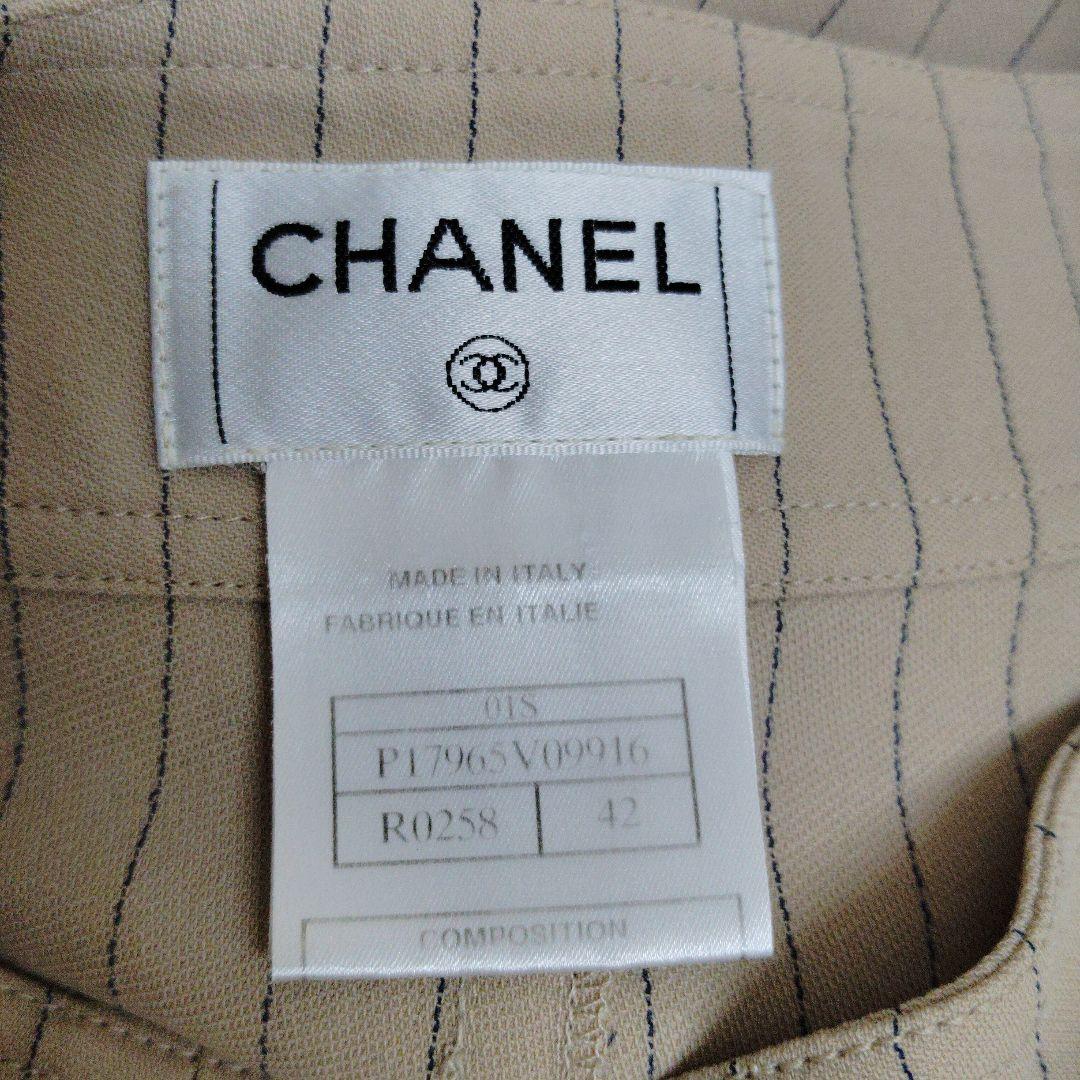 CHANEL
MADE IN ITALY
FABRIQUE EN ITALIE
01S
P17965V09916
R0258 42
COMPOSITION